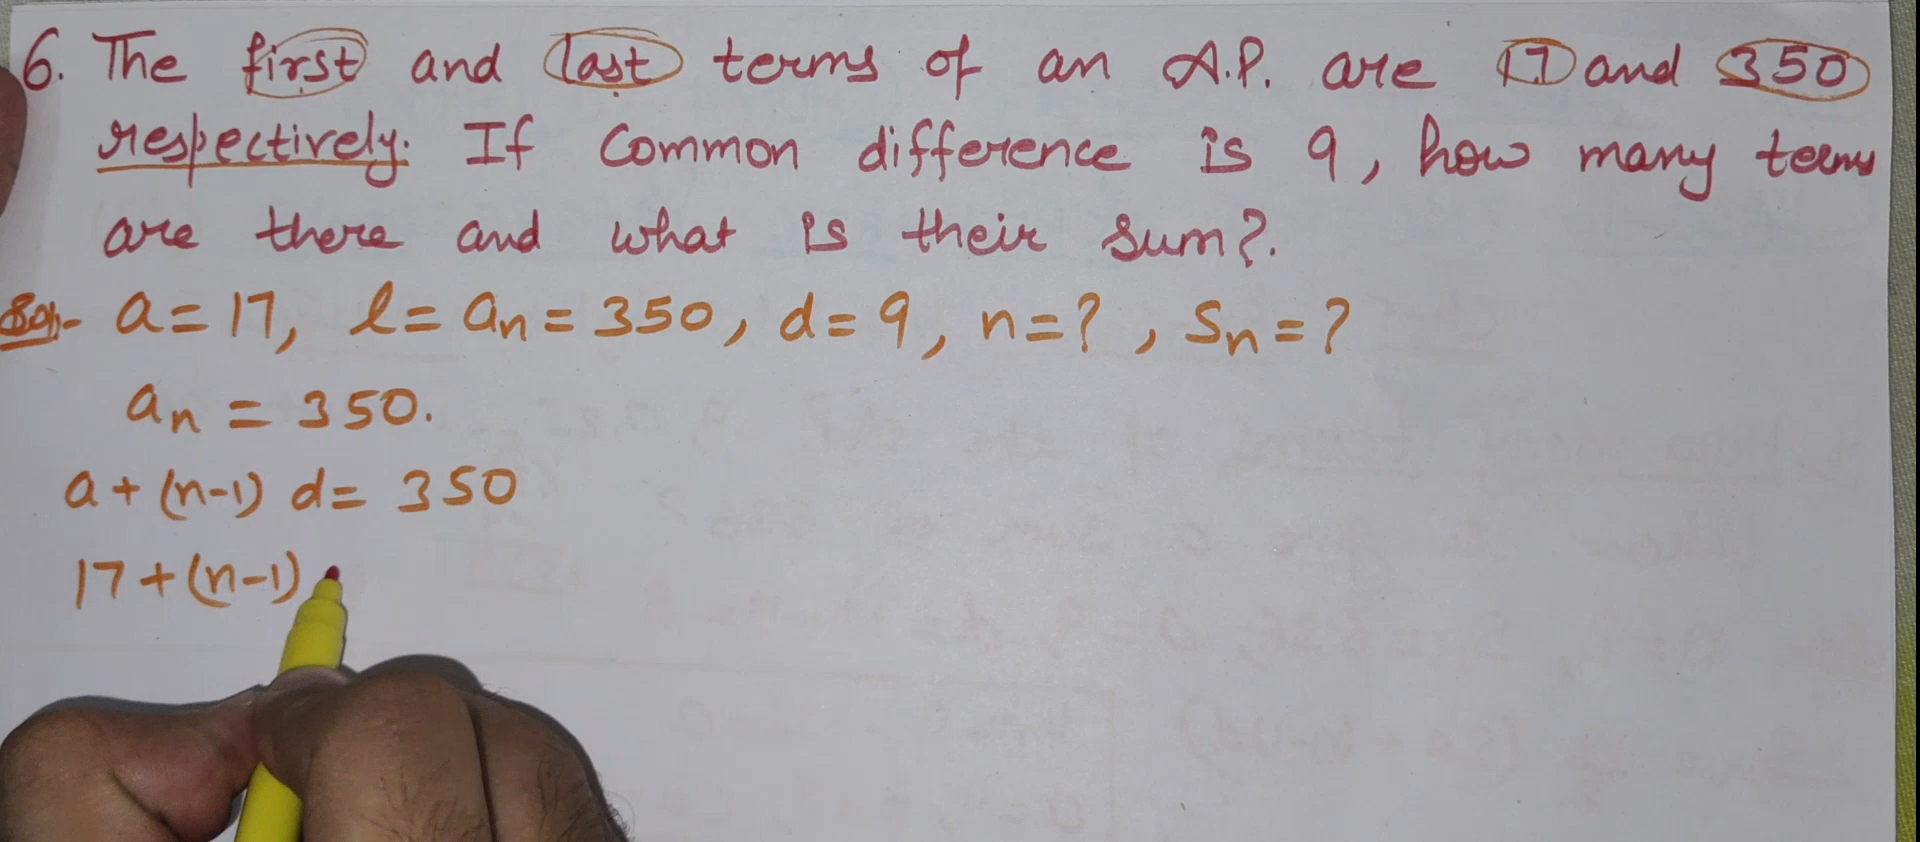 6. The first and last terms of an A.P. are 17 and 350
respectively. If common difference is 9, how many terms
are there and what is their sum?.
Sol:- a=17, l= an = 350, d=9, n=?, Sn=?
an = 350.
a+(n-1) d= 350
17+(n-1)